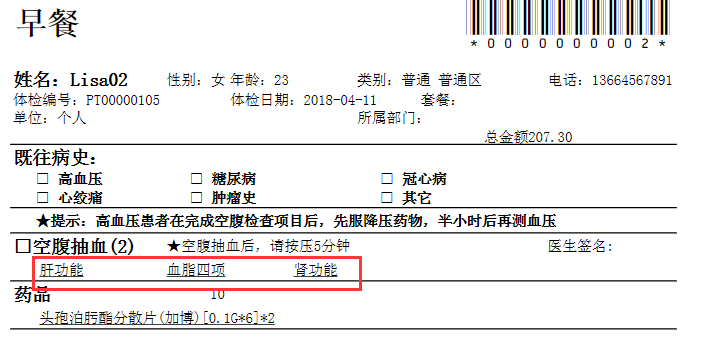 早餐
*0000000002*
姓名：Lisa02 性别：女 年龄：23 类别：普通 普通区 电话：13664567891
体检编号：PT00000105 体检日期：2018-04-11 套餐：
单位：个人 所属部门：
总金额207.30
既往病史：
□ 高血压 □ 糖尿病 □ 冠心病
□ 心绞痛 □ 肿瘤史 □ 其它
★提示：高血压患者在完成空腹检查项目后，先服降压药物，半小时后再测血压
□空腹抽血(2) ★空腹抽血后，请按压5分钟 医生签名：
肝功能 血脂四项 肾功能
药品 10
头孢泊肟酯分散片(加博)[0.1G*6]*2